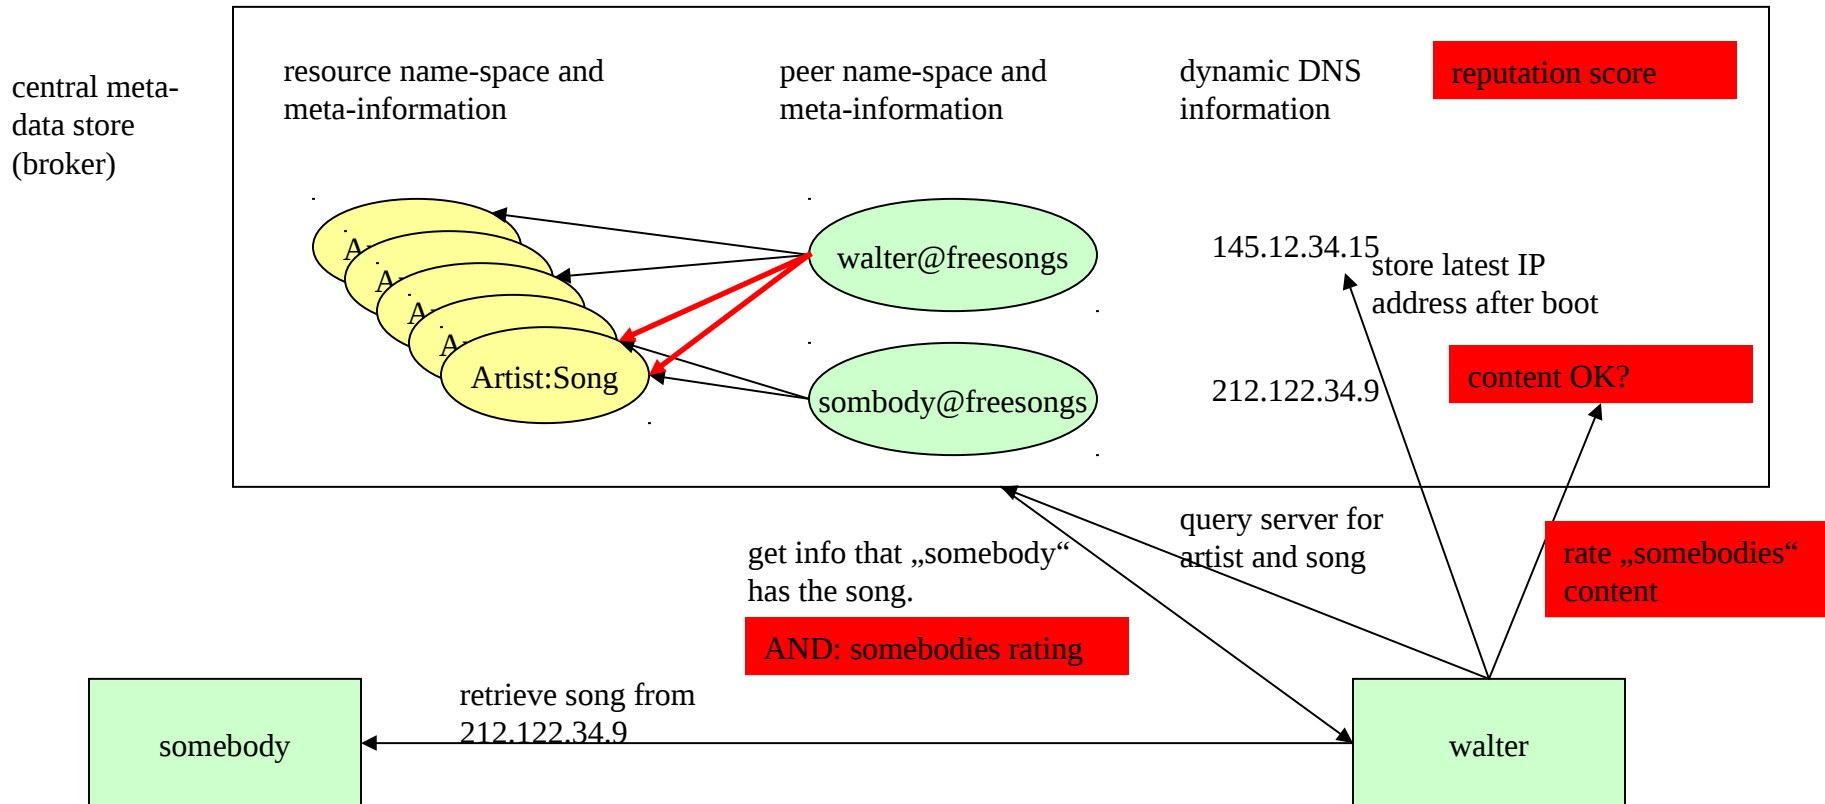 central meta-
data store
(broker)
resource name-space and
meta-information
peer name-space and
meta-information
dynamic DNS
information
reputation score
A
A
A
A
Artist:Song
walter@freesongs
sombody@freesongs
145.12.34.15
212.122.34.9
store latest IP
address after boot
content OK?
query server for
artist and song
get info that „somebody“
has the song.
AND: somebodies rating
rate „somebodies“
content
retrieve song from
212.122.34.9
somebody
walter